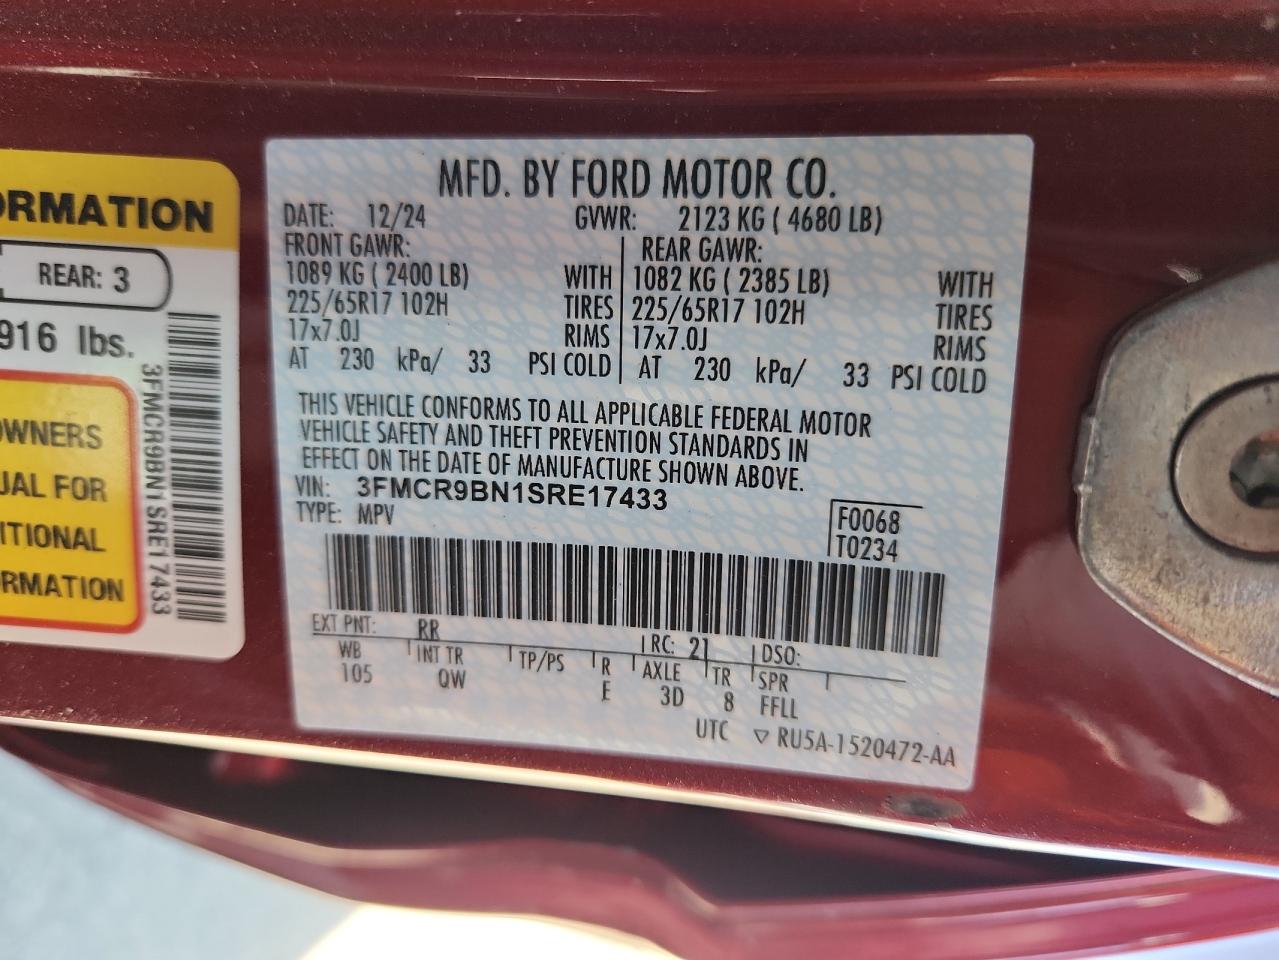 RMATION
REAR: 3
916 lbs.
OWNERS
UAL FOR
ITIONAL
RMATION
3FMCR9BN1SRE17433
MFD. BY FORD MOTOR CO.
DATE: 12/24 GVWR: 2123 KG ( 4680 LB)
FRONT GAWR: REAR GAWR:
1089 KG ( 2400 LB) WITH 1082 KG ( 2385 LB) WITH
225/65R17 102H TIRES 225/65R17 102H TIRES
17x7.0J RIMS 17x7.0J RIMS
AT 230 kPa/ 33 PSI COLD AT 230 kPa/ 33 PSI COLD
THIS VEHICLE CONFORMS TO ALL APPLICABLE FEDERAL MOTOR
VEHICLE SAFETY AND THEFT PREVENTION STANDARDS IN
EFFECT ON THE DATE OF MANUFACTURE SHOWN ABOVE.
VIN: 3FMCR9BN1SRE17433
TYPE: MPV
F0068
T0234
EXT PNT: RR RC: 21 DSO:
WB INT TR TP/PS R AXLE TR SPR
105 QW E 3D 8 FFLL
UTC ▽ RU5A-1520472-AA